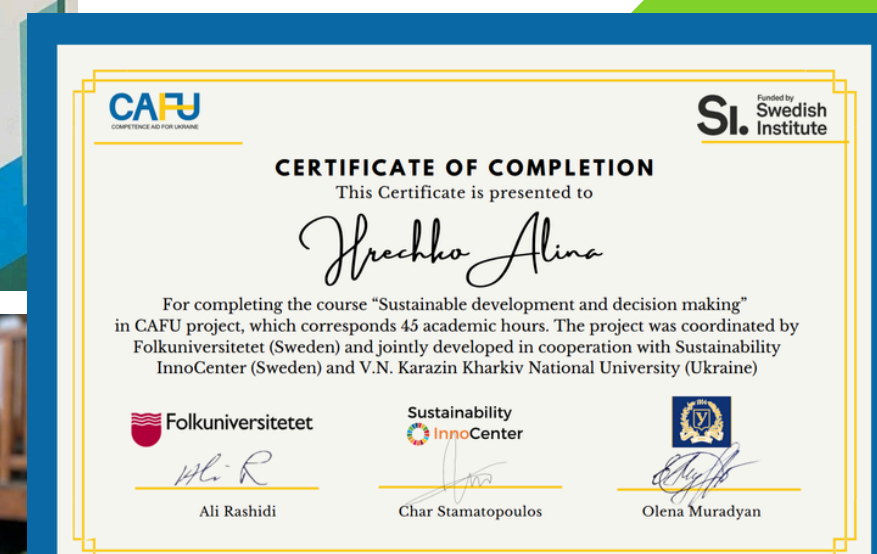 CAFU
COMPETENCE AID FOR UKRAINE
SI.
Funded by
Swedish
Institute
CERTIFICATE OF COMPLETION
This Certificate is presented to
Hrechko Alina
For completing the course “Sustainable development and decision making”
in CAFU project, which corresponds 45 academic hours. The project was coordinated by
Folkuniversitetet (Sweden) and jointly developed in cooperation with Sustainability
InnoCenter (Sweden) and V.N. Karazin Kharkiv National University (Ukraine)
Folkuniversitetet
Sustainability
InnoCenter
У
Ali R
Ali Rashidi
Char Stamatopoulos
Olena Muradyan